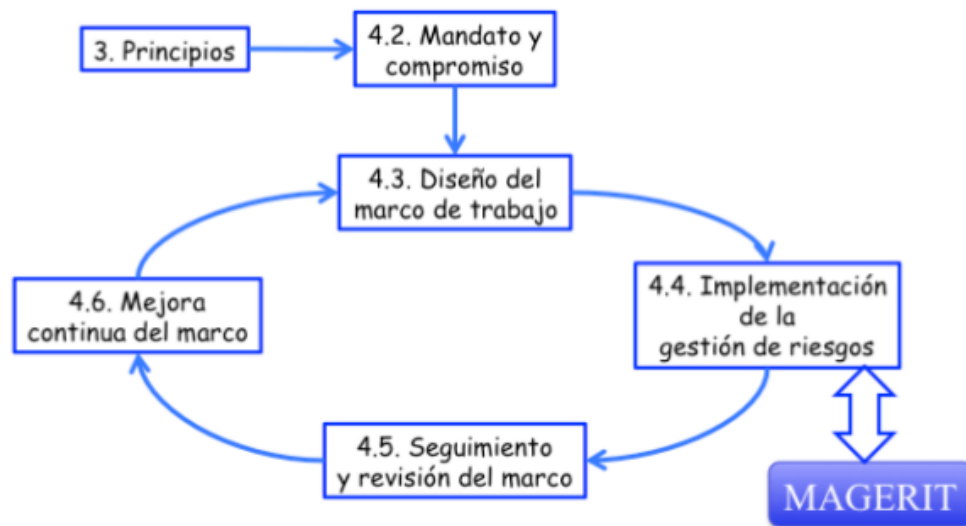 3. Principios
4.2. Mandato y
compromiso
4.3. Diseño del
marco de trabajo
4.6. Mejora
continua del marco
4.4. Implementación
de la
gestión de riesgos
4.5. Seguimiento
y revisión del marco
MAGERIT